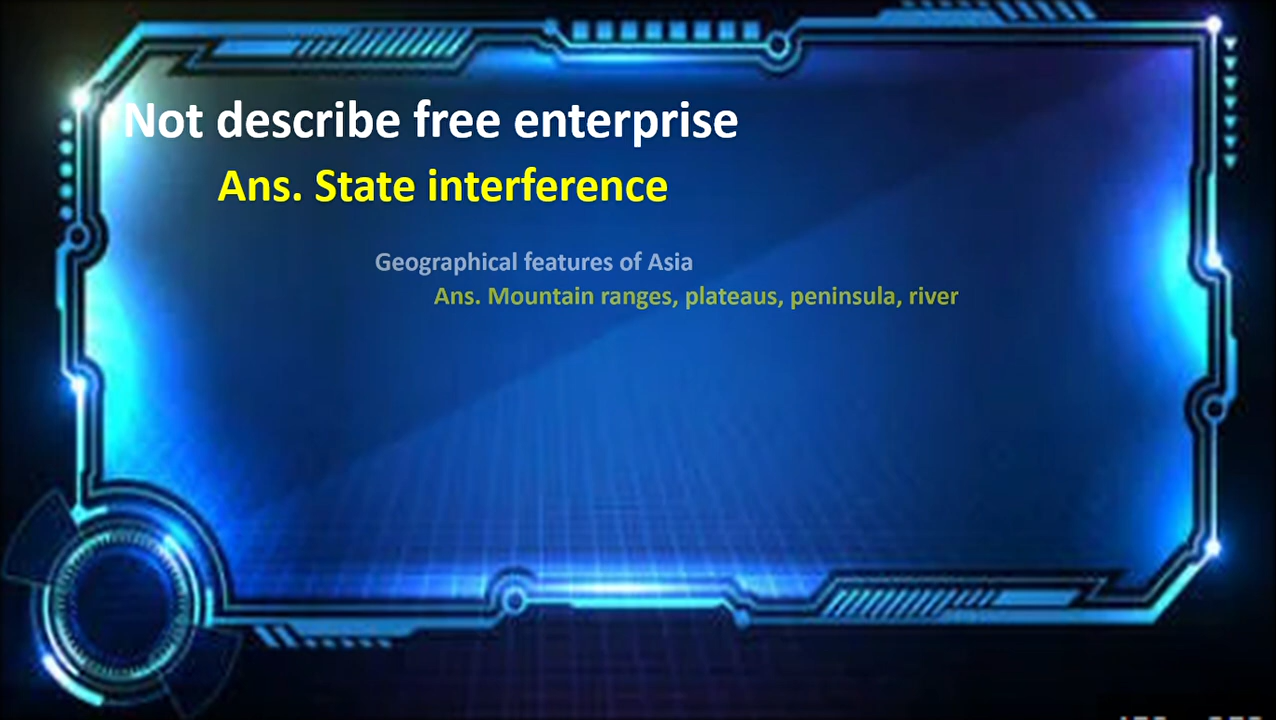 Not describe free enterprise
Ans. State interference
Geographical features of Asia
Ans. Mountain ranges, plateaus, peninsula, river